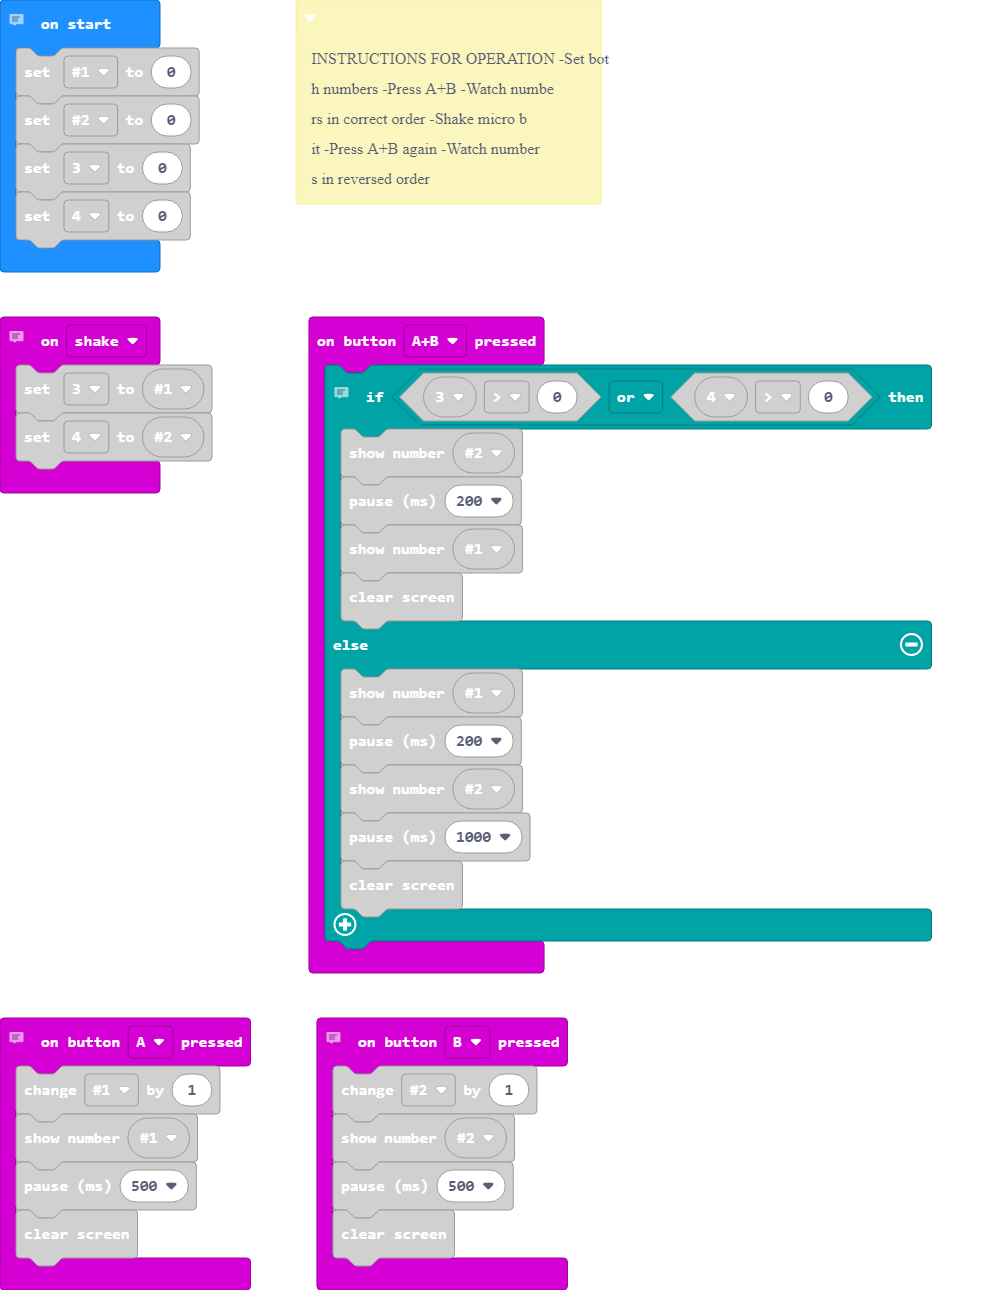 on start
set #1 to 0
set #2 to 0
set 3 to 0
set 4 to 0
INSTRUCTIONS FOR OPERATION -Set bot
h numbers -Press A+B -Watch numbe
rs in correct order -Shake micro b
it -Press A+B again -Watch number
s in reversed order
on shake
set 3 to #1
set 4 to #2
on button A+B pressed
if 3 > 0 or 4 > 0 then
show number #2
pause (ms) 200
show number #1
clear screen
else
show number #1
pause (ms) 200
show number #2
pause (ms) 1000
clear screen
on button A pressed
change #1 by 1
show number #1
pause (ms) 500
clear screen
on button B pressed
change #2 by 1
show number #2
pause (ms) 500
clear screen